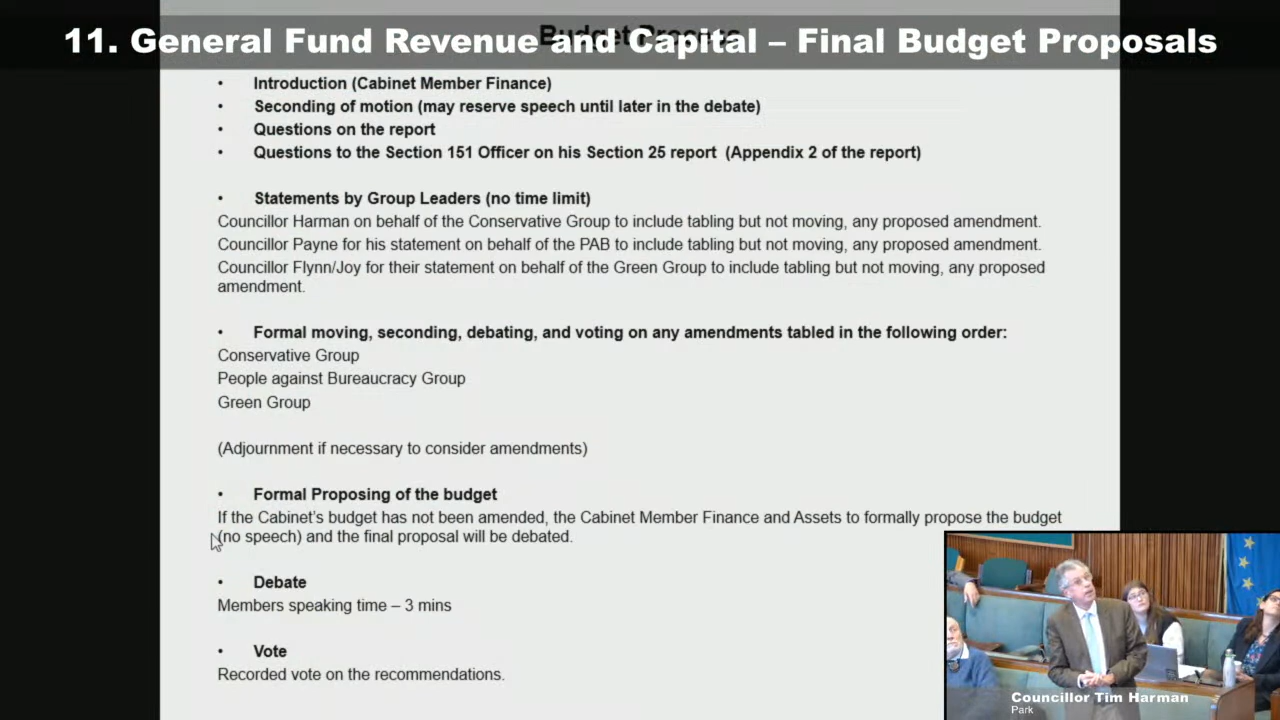 11. General Fund Revenue and Capital – Final Budget Proposals
• Introduction (Cabinet Member Finance)
• Seconding of motion (may reserve speech until later in the debate)
• Questions on the report
• Questions to the Section 151 Officer on his Section 25 report (Appendix 2 of the report)
• Statements by Group Leaders (no time limit)
Councillor Harman on behalf of the Conservative Group to include tabling but not moving, any proposed amendment.
Councillor Payne for his statement on behalf of the PAB to include tabling but not moving, any proposed amendment.
Councillor Flynn/Joy for their statement on behalf of the Green Group to include tabling but not moving, any proposed
amendment.
• Formal moving, seconding, debating, and voting on any amendments tabled in the following order:
Conservative Group
People against Bureaucracy Group
Green Group
(Adjournment if necessary to consider amendments)
• Formal Proposing of the budget
If the Cabinet's budget has not been amended, the Cabinet Member Finance and Assets to formally propose the budget
(no speech) and the final proposal will be debated.
• Debate
Members speaking time – 3 mins
• Vote
Recorded vote on the recommendations.
Councillor Tim Harman
Park